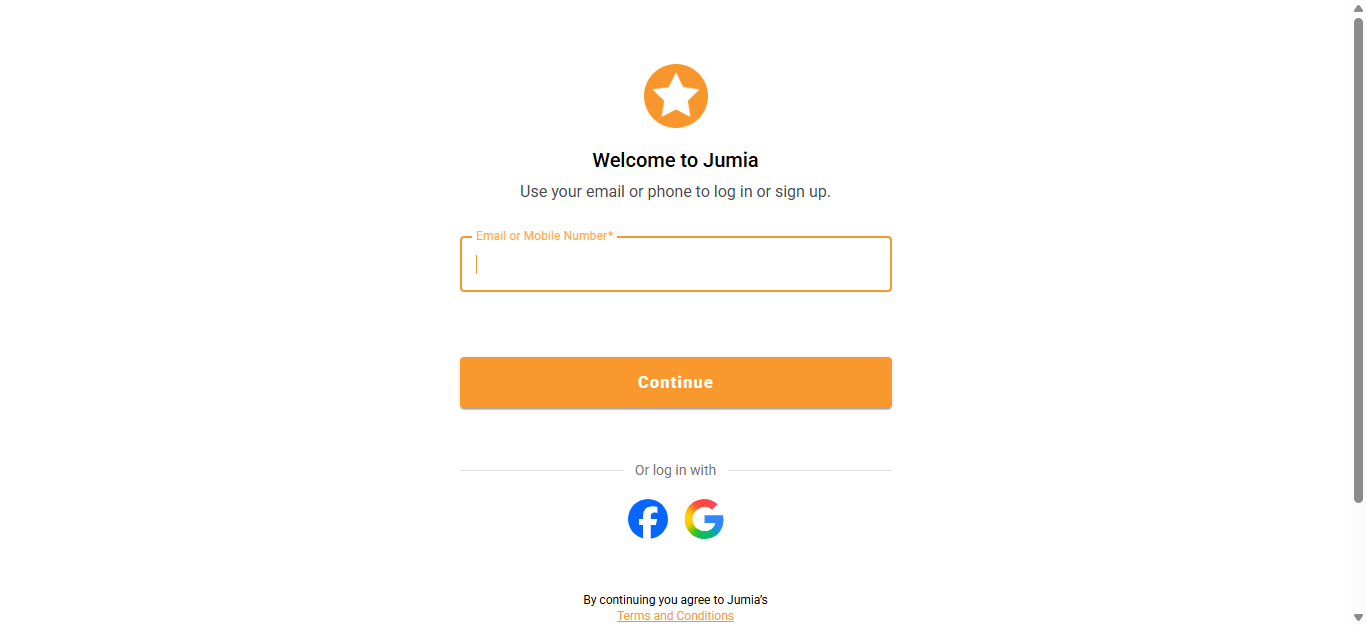 Welcome to Jumia
Use your email or phone to log in or sign up.
Email or Mobile Number*
Continue
Or log in with
By continuing you agree to Jumia's
Terms and Conditions